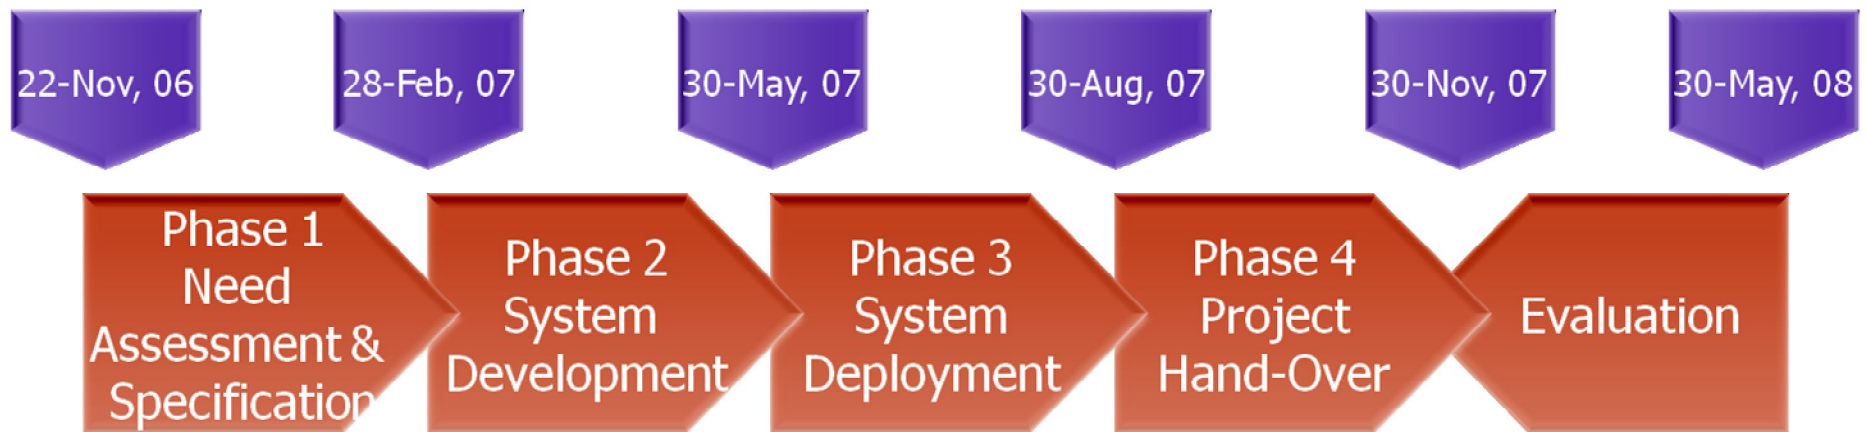 22-Nov, 06
28-Feb, 07
30-May, 07
30-Aug, 07
30-Nov, 07
30-May, 08
Phase 1
Need
Assessment &
Specification
Phase 2
System
Development
Phase 3
System
Deployment
Phase 4
Project
Hand-Over
Evaluation